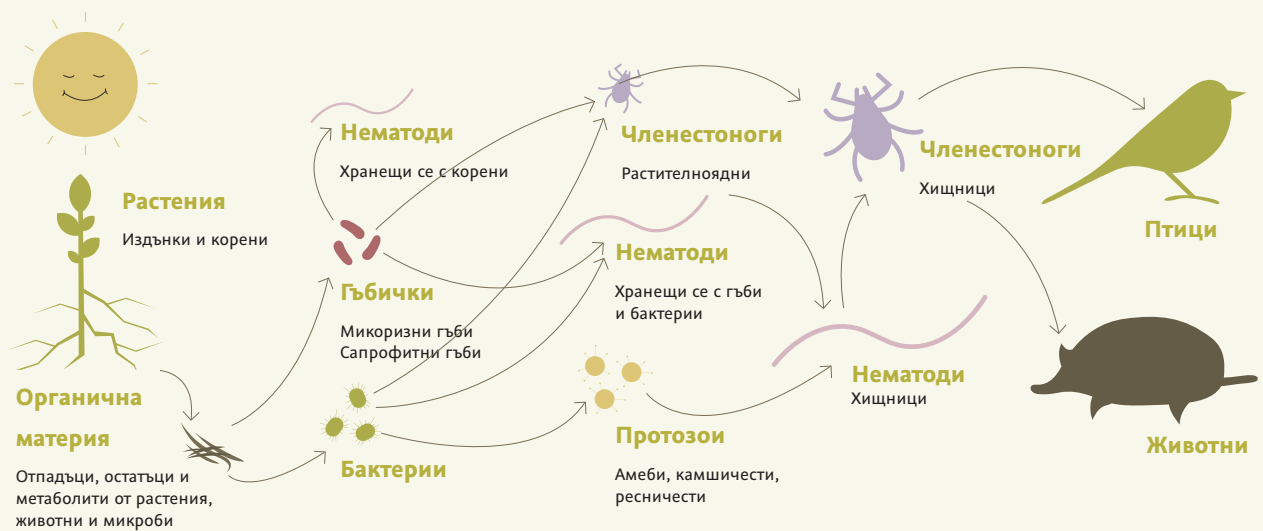 Растения
Издънки и корени
Органична
материя
Отпадъци, остатъци и
метаболити от растения,
животни и микроби
Нематоди
Хранещи се с корени
Гъбички
Микоризни гъби
Сапрофитни гъби
Бактерии
Членестоноги
Растителноядни
Нематоди
Хранещи се с гъби
и бактерии
Протозои
Амеби, камшичести,
ресничести
Членестоноги
Хищници
Нематоди
Хищници
Птици
Животни